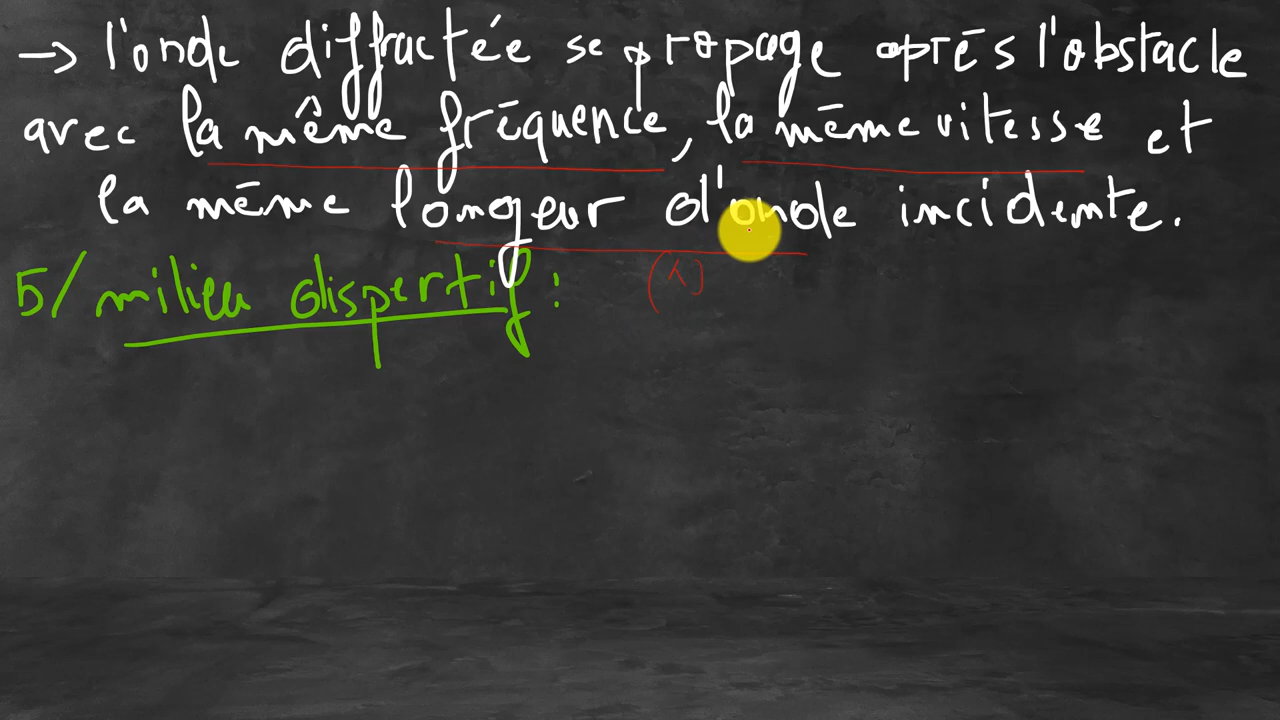 → l'onde diffractée se propage après l'obstacle
avec la même fréquence, la même vitesse et
la même longeur d'onde incidente.
(λ)
5/ milieu dispertif :